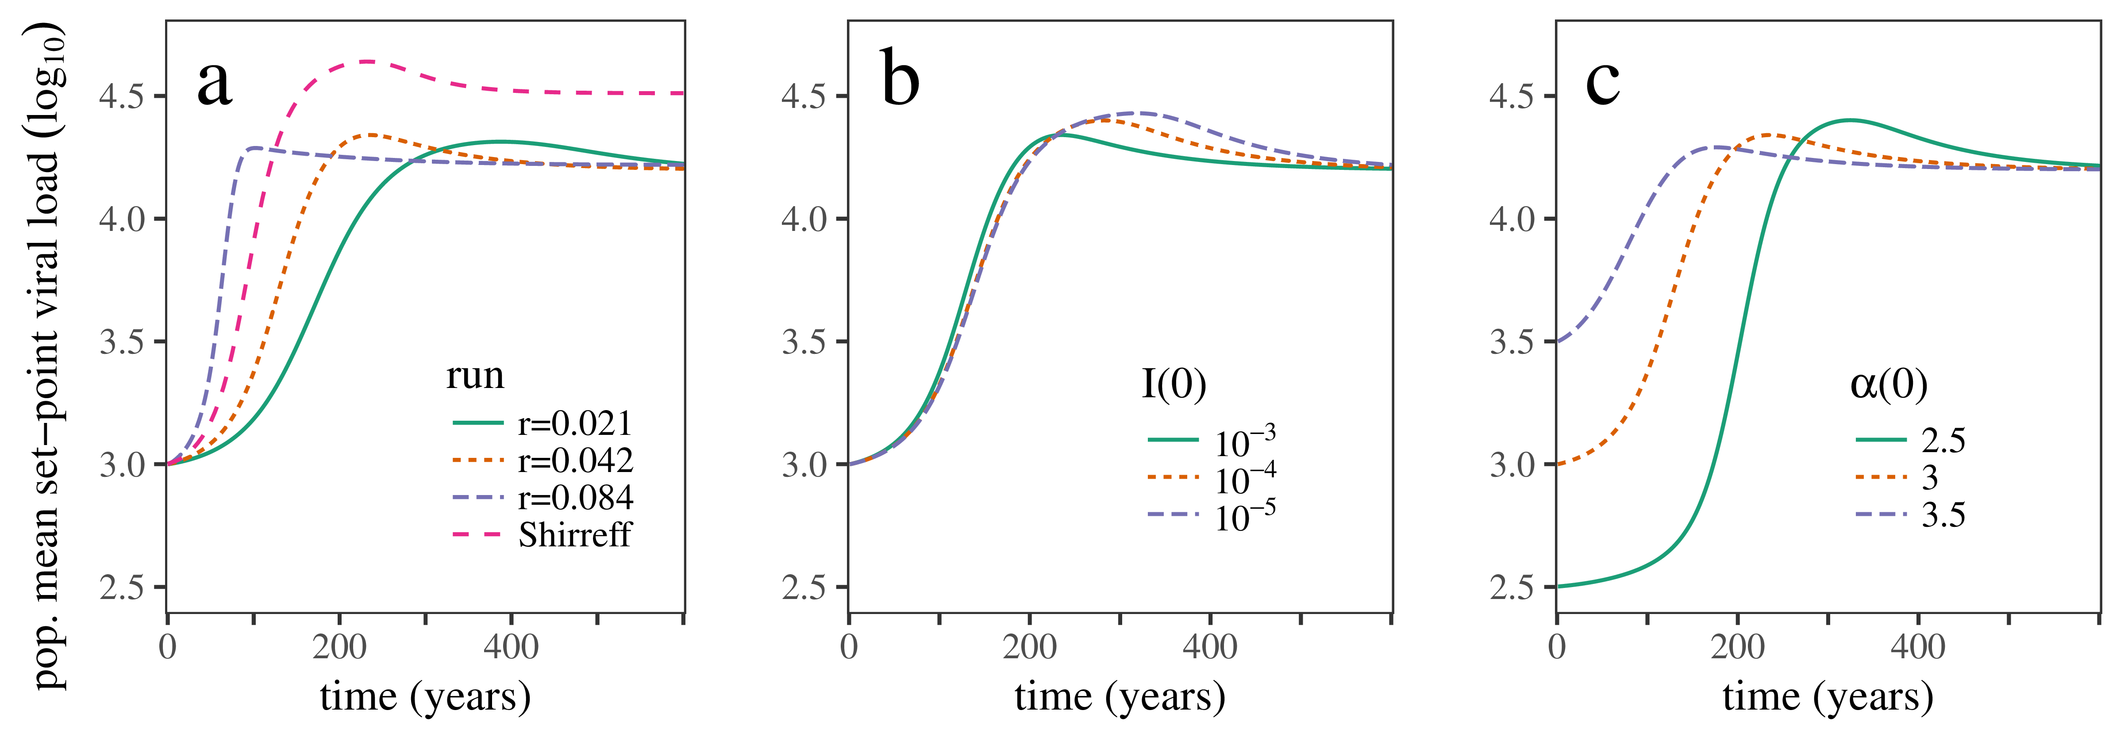 pop. mean set−point viral load (log₁₀)
a
4.5
4.0
3.5
3.0
2.5
run
r=0.021
r=0.042
r=0.084
Shirreff
0 200 400
time (years)
b
4.5
4.0
3.5
3.0
2.5
I(0)
10⁻³
10⁻⁴
10⁻⁵
0 200 400
time (years)
c
4.5
4.0
3.5
3.0
2.5
α(0)
2.5
3
3.5
0 200 400
time (years)